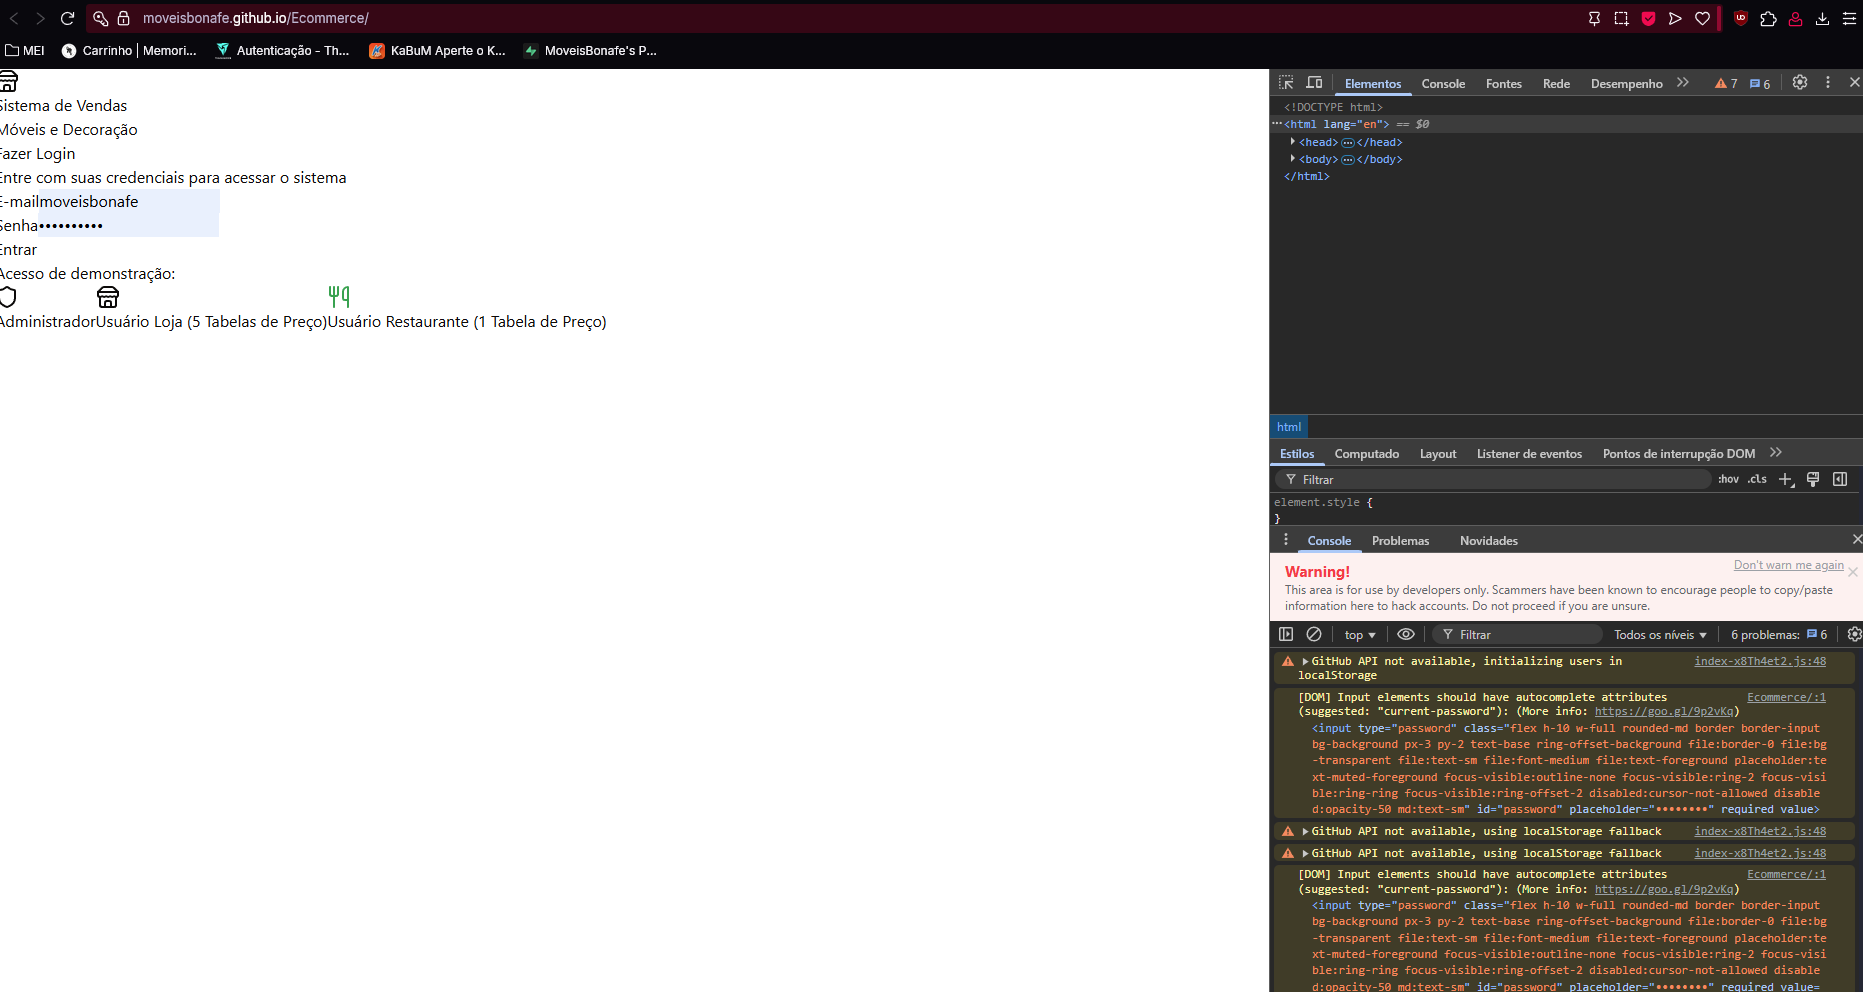 moveisbonafe.github.io/Ecommerce/
MEI
Carrinho | Memori...
Autenticação - Th...
KaBuM Aperte o K...
MoveisBonafe's P...
Sistema de Vendas
Móveis e Decoração
Fazer Login
Entre com suas credenciais para acessar o sistema
E-mailmoveisbonafe
Senha••••••••••
Entrar
Acesso de demonstração:
AdministradorUsuário Loja (5 Tabelas de Preço)Usuário Restaurante (1 Tabela de Preço)
Elementos Console Fontes Rede Desempenho 7 6
<!DOCTYPE html>
<html lang="en"> == $0
<head></head>
<body></body>
</html>
html
Estilos Computado Layout Listener de eventos Pontos de interrupção DOM
Filtrar :hov .cls
element.style {
}
Console Problemas Novidades
Warning! Don't warn me again
This area is for use by developers only. Scammers have been known to encourage people to copy/paste
information here to hack accounts. Do not proceed if you are unsure.
top Filtrar Todos os níveis 6 problemas: 6
GitHub API not available, initializing users in index-x8Th4et2.js:48
localStorage
[DOM] Input elements should have autocomplete attributes Ecommerce/:1
(suggested: "current-password"): (More info: https://goo.gl/9p2vKq)
<input type="password" class="flex h-10 w-full rounded-md border border-input
bg-background px-3 py-2 text-base ring-offset-background file:border-0 file:bg
-transparent file:text-sm file:font-medium file:text-foreground placeholder:te
xt-muted-foreground focus-visible:outline-none focus-visible:ring-2 focus-visi
ble:ring-ring focus-visible:ring-offset-2 disabled:cursor-not-allowed disable
d:opacity-50 md:text-sm" id="password" placeholder="••••••••" required value>
GitHub API not available, using localStorage fallback index-x8Th4et2.js:48
GitHub API not available, using localStorage fallback index-x8Th4et2.js:48
[DOM] Input elements should have autocomplete attributes Ecommerce/:1
(suggested: "current-password"): (More info: https://goo.gl/9p2vKq)
<input type="password" class="flex h-10 w-full rounded-md border border-input
bg-background px-3 py-2 text-base ring-offset-background file:border-0 file:bg
-transparent file:text-sm file:font-medium file:text-foreground placeholder:te
xt-muted-foreground focus-visible:outline-none focus-visible:ring-2 focus-visi
ble:ring-ring focus-visible:ring-offset-2 disabled:cursor-not-allowed disable
d:opacity-50 md:text-sm" id="password" placeholder="••••••••" required value=